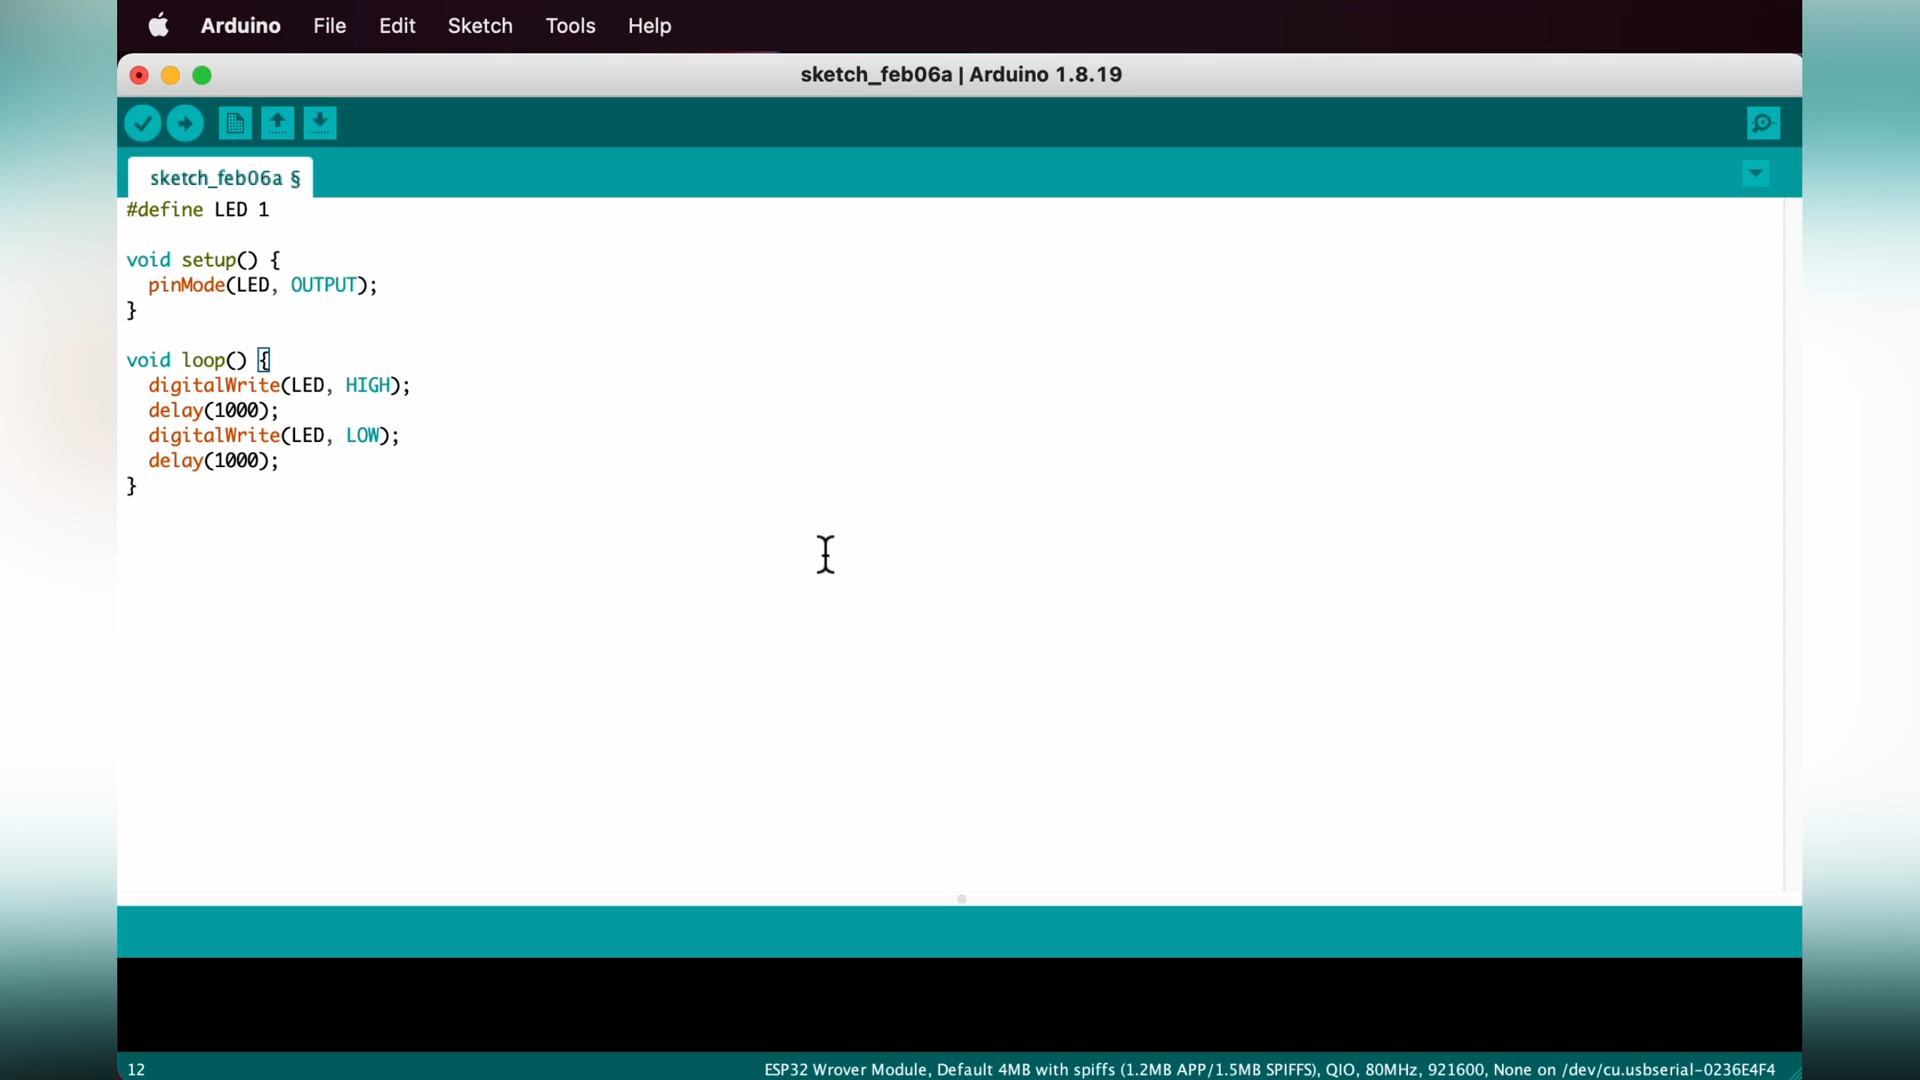 Arduino File Edit Sketch Tools Help
sketch_feb06a | Arduino 1.8.19
sketch_feb06a §
#define LED 1
void setup() {
pinMode(LED, OUTPUT);
}
void loop() {
digitalWrite(LED, HIGH);
delay(1000);
digitalWrite(LED, LOW);
delay(1000);
}
12 ESP32 Wrover Module, Default 4MB with spiffs (1.2MB APP/1.5MB SPIFFS), QIO, 80MHz, 921600, None on /dev/cu.usbserial-0236E4F4